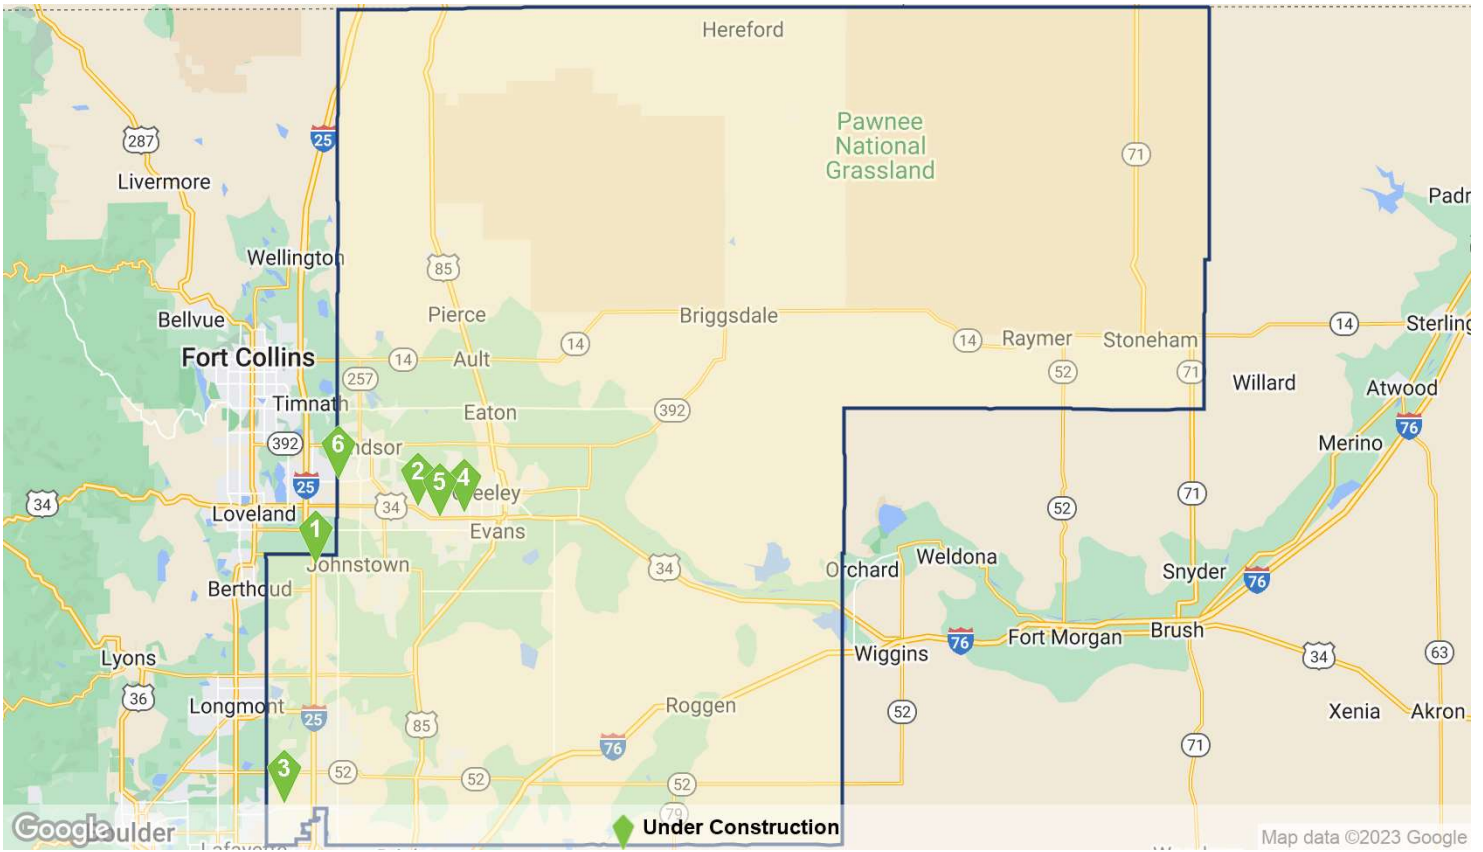 Hereford
25
287
71
Pawnee
National
Grassland
Livermore
Padr
Wellington
85
Bellvue
Pierce
Briggsdale
14
Sterling
Fort Collins
14
14
Ault
14
Raymer
Stoneham
257
52
71
Willard
Atwood
Timnath
Eaton
392
76
392
6
ndsor
Merino
25
2
5
4
Greeley
71
34
34
52
Loveland
1
Evans
Johnstown
34
Orchard
Weldona
Snyder
76
Berthoud
Fort Morgan
Brush
76
Lyons
Wiggins
34
63
36
Longmont
25
85
Roggen
52
Xenia
Akron
76
71
3
52
52
52
79
Google
Boulder
Under Construction
Map data ©2023 Google
Lafayette